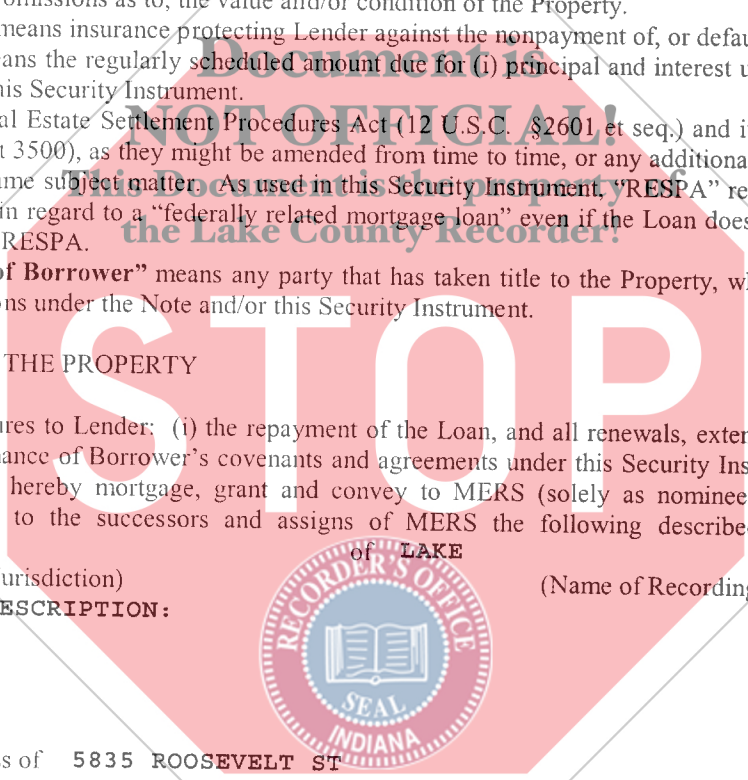 omissions as to, the value and/or condition of the Property.
means insurance protecting Lender against the nonpayment of, or defau
eans the regularly scheduled amount due for (i) principal and interest u
his Security Instrument.
al Estate Settlement Procedures Act (12 U.S.C. §2601 et seq.) and i
t 3500), as they might be amended from time to time, or any additiona
ame subject matter. As used in this Security Instrument, “RESPA” re
in regard to a “federally related mortgage loan” even if the Loan does
RESPA.
of Borrower” means any party that has taken title to the Property, w
ons under the Note and/or this Security Instrument.
Document is
NOT OFFICIAL!
This Document is the property of
the Lake County Recorder!
STOP
THE PROPERTY
ures to Lender: (i) the repayment of the Loan, and all renewals, exten
nance of Borrower’s covenants and agreements under this Security Ins
hereby mortgage, grant and convey to MERS (solely as nominee
to the successors and assigns of MERS the following describe
of LAKE
urisdiction) (Name of Recording
ESCRIPTION:
RECORDER'S OFFICE
SEAL
INDIANA
ss of 5835 ROOSEVELT ST